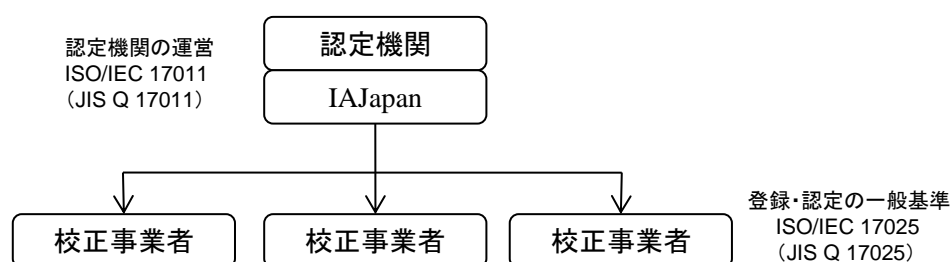 認定機関の運営
ISO/IEC 17011
（JIS Q 17011）
認定機関
IAJapan
校正事業者
校正事業者
校正事業者
登録・認定の一般基準
ISO/IEC 17025
（JIS Q 17025）